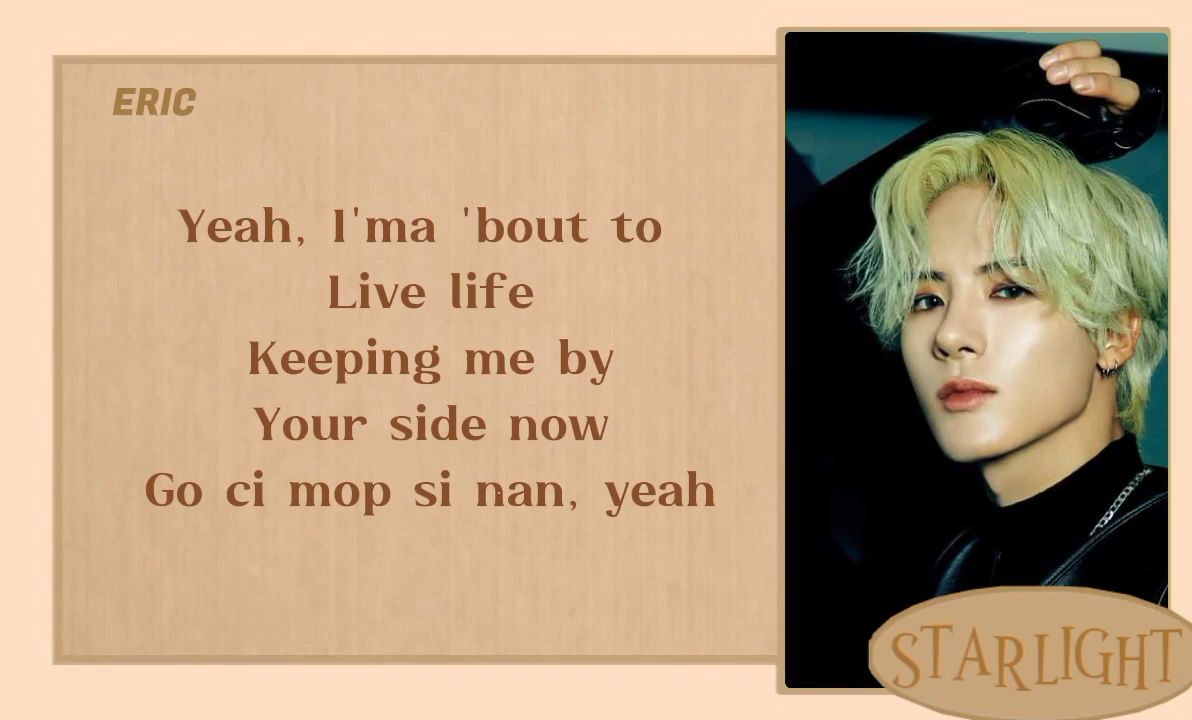 ERIC
Yeah, I'ma 'bout to
Live life
Keeping me by
Your side now
Go ci mop si nan, yeah
STARLIGHT